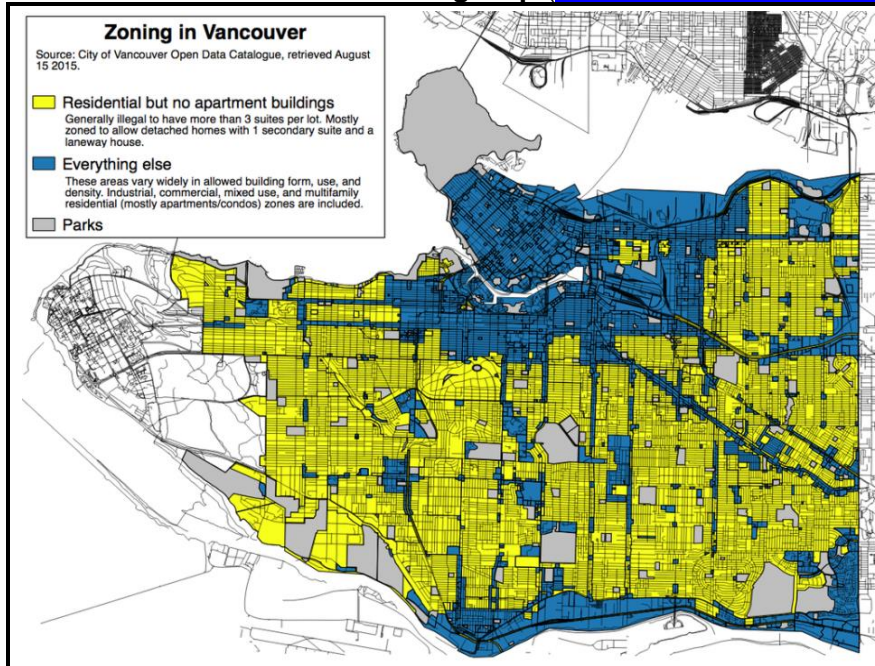 Zoning in Vancouver
Source: City of Vancouver Open Data Catalogue, retrieved August
15 2015.
Residential but no apartment buildings
Generally illegal to have more than 3 suites per lot. Mostly
zoned to allow detached homes with 1 secondary suite and a
laneway house.
Everything else
These areas vary widely in allowed building form, use, and
density. Industrial, commercial, mixed use, and multifamily
residential (mostly apartments/condos) zones are included.
Parks